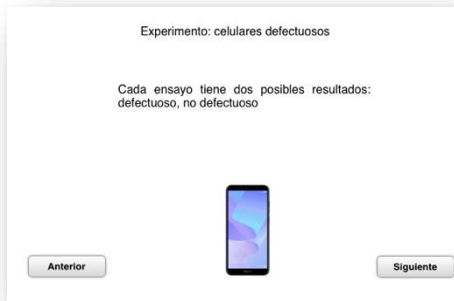 Experimento: celulares defectuosos
Cada ensayo tiene dos posibles resultados:
defectuoso, no defectuoso
Anterior
Siguiente